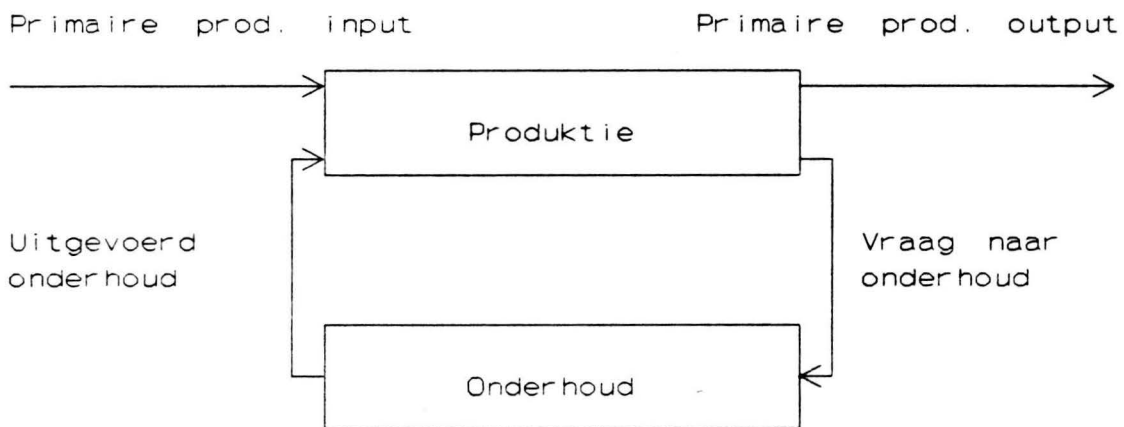 Primaire prod. input
Primaire prod. output
Produktie
Uitgevoerd
onderhoud
Vraag naar
onderhoud
Onderhoud